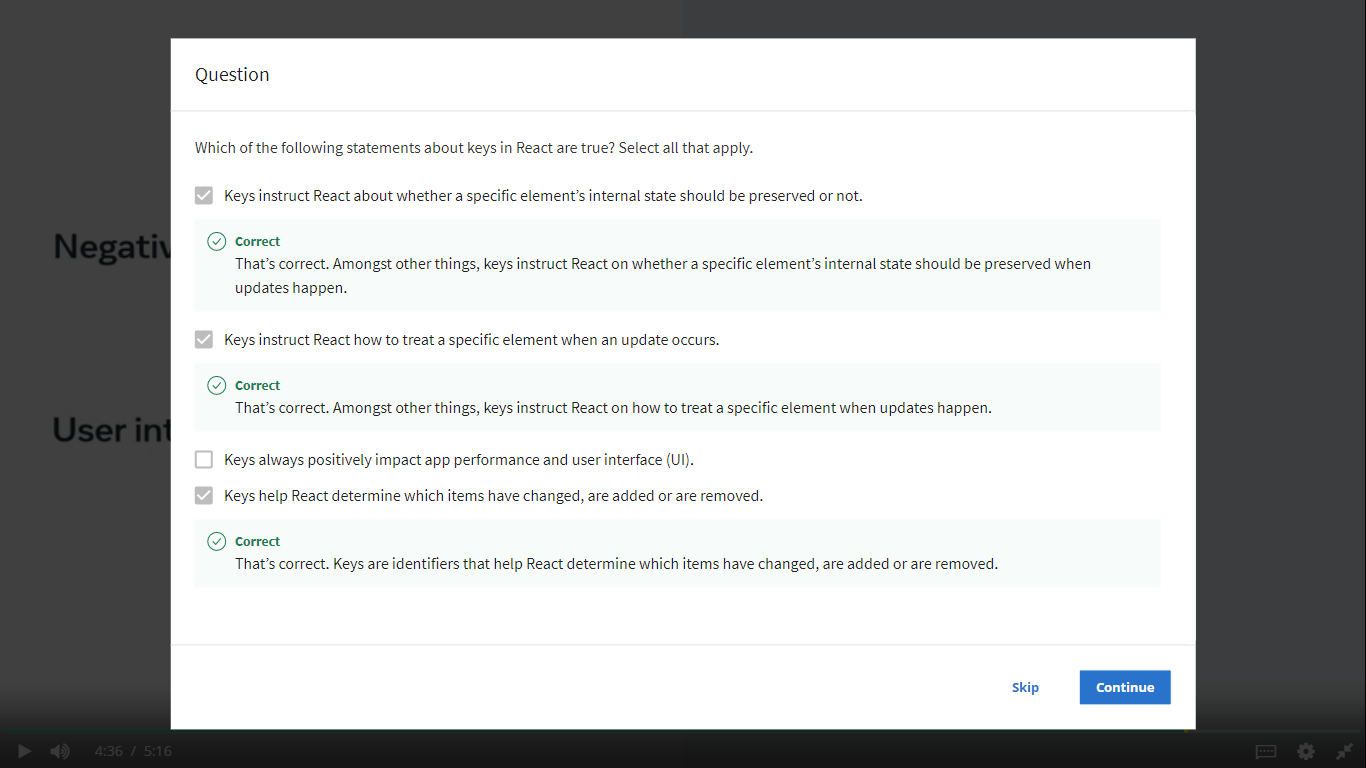 Question
Which of the following statements about keys in React are true? Select all that apply.
Keys instruct React about whether a specific element’s internal state should be preserved or not.
Correct
That’s correct. Amongst other things, keys instruct React on whether a specific element’s internal state should be preserved when
updates happen.
Negativ
Keys instruct React how to treat a specific element when an update occurs.
Correct
That’s correct. Amongst other things, keys instruct React on how to treat a specific element when updates happen.
User int
Keys always positively impact app performance and user interface (UI).
Keys help React determine which items have changed, are added or are removed.
Correct
That’s correct. Keys are identifiers that help React determine which items have changed, are added or are removed.
Skip
Continue
4:36 / 5:16